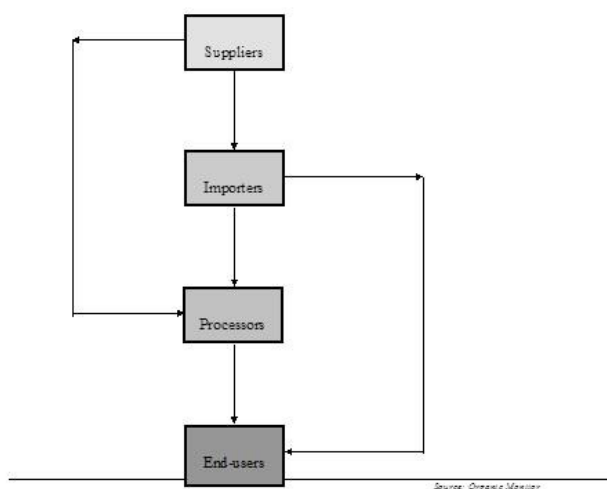 Suppliers
Importers
Processors
End-users
Source: Organic Monitor